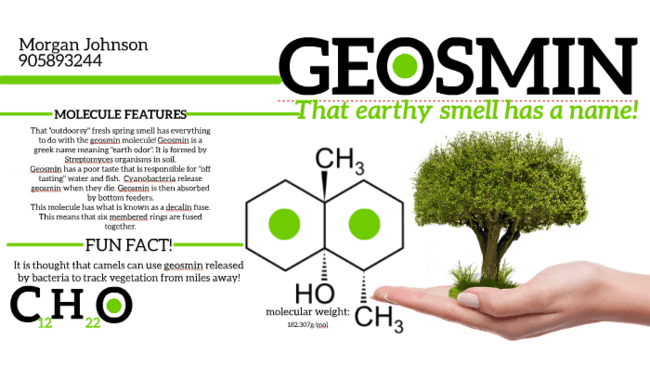 Morgan Johnson
905893244
GEOSMIN
That earthy smell has a name!
MOLECULE FEATURES
That "outdoorsy" fresh spring smell has everything
to do with the geosmin molecule! Geosmin is a
greek name meaning "earth odor". It is formed by
Streptomyces organisms in soil.
Geosmin has a poor taste that is responsible for "off
tasting" water and fish. Cyanobacteria release
geosmin when they die. Geosmin is then absorbed
by bottom feeders.
This molecule has what is known as a decalin fuse.
This means that six membered rings are fused
together.
FUN FACT!
It is thought that camels can use geosmin released
by bacteria to track vegetation from miles away!
C12H22O
CH3
HO
CH3
molecular weight:
182.307g/mol